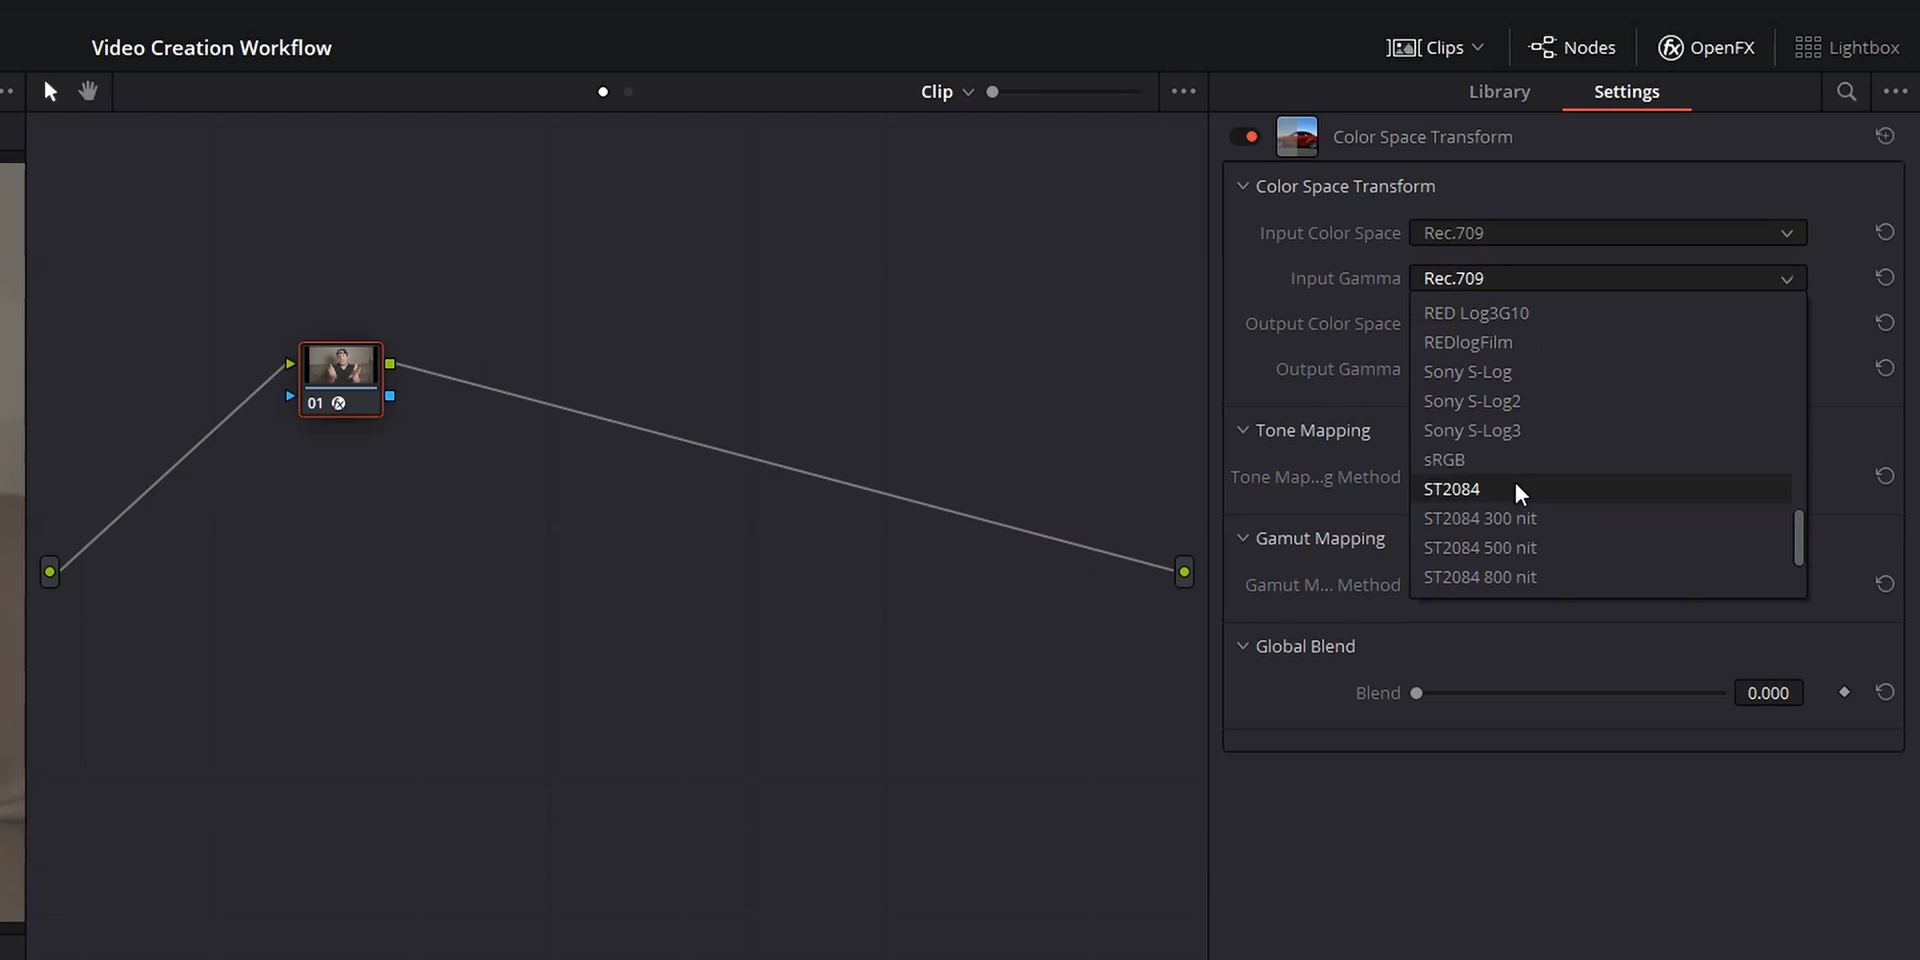 Video Creation Workflow
Clips
Nodes
OpenFX
Lightbox
Clip
Library
Settings
Color Space Transform
Color Space Transform
Input Color Space
Rec.709
Input Gamma
Rec.709
Output Color Space
Output Gamma
RED Log3G10
REDlogFilm
Sony S-Log
Sony S-Log2
Sony S-Log3
sRGB
ST2084
ST2084 300 nit
ST2084 500 nit
ST2084 800 nit
Tone Mapping
Tone Map...g Method
Gamut Mapping
Gamut M... Method
Global Blend
Blend
0.000
01